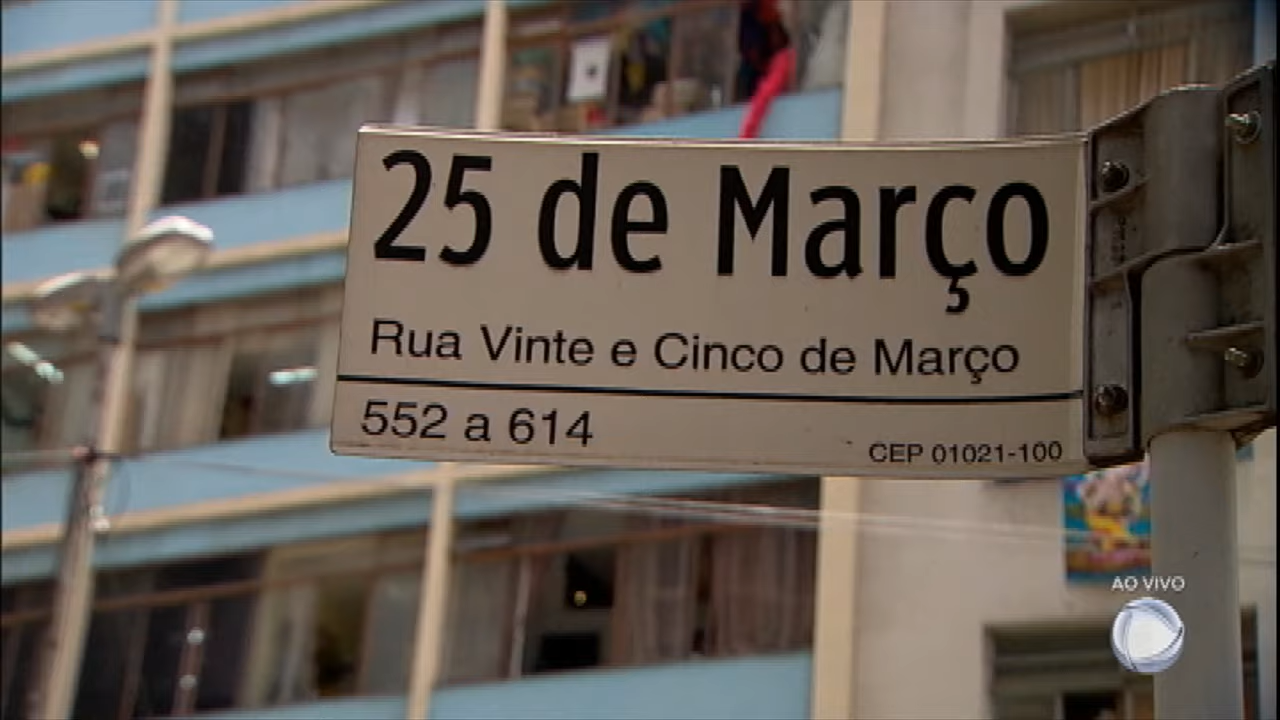 25 de Março
Rua Vinte e Cinco de Março
552 a 614
CEP 01021-100
AO VIVO